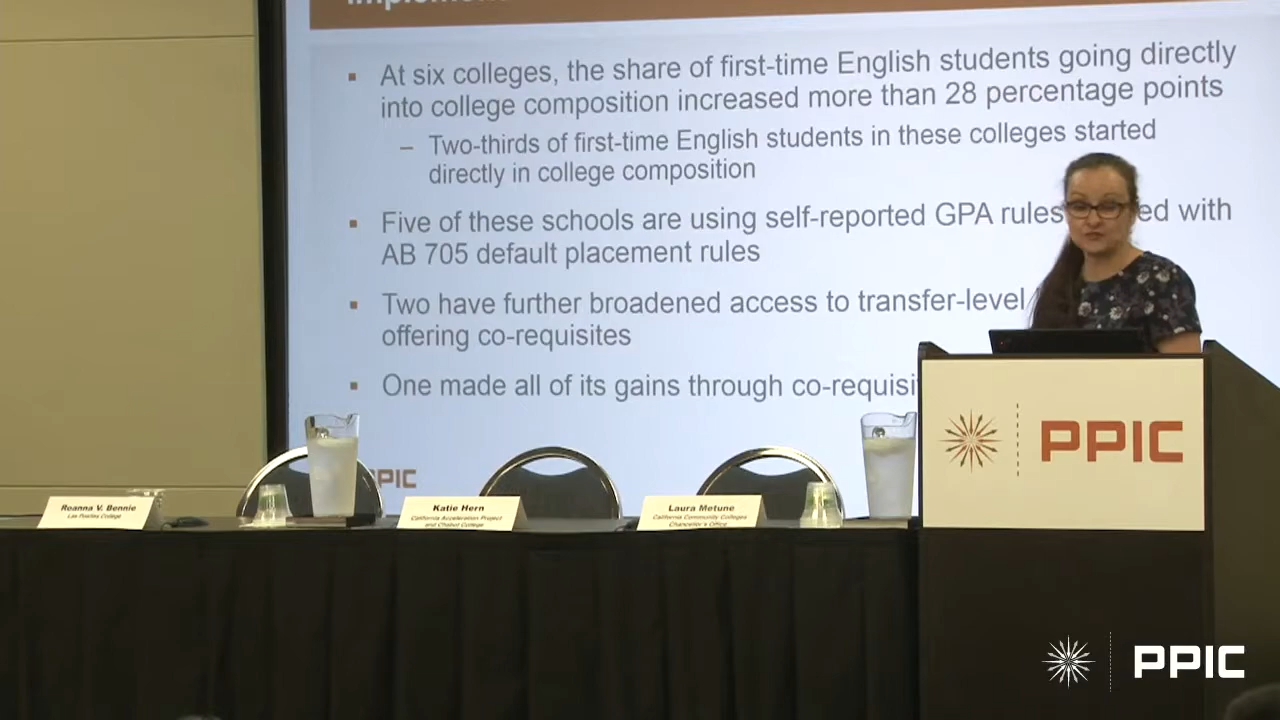 At six colleges, the share of first-time English students going directly
into college composition increased more than 28 percentage points
– Two-thirds of first-time English students in these colleges started
directly in college composition
Five of these schools are using self-reported GPA rules with
AB 705 default placement rules
Two have further broadened access to transfer-level
offering co-requisites
One made all of its gains through
PPIC
PPIC
Roanna V. Bennie
Las Positas College
Katie Hern
California Acceleration Project
and Chabot College
Laura Metune
California Community Colleges
Chancellor's Office
PPIC